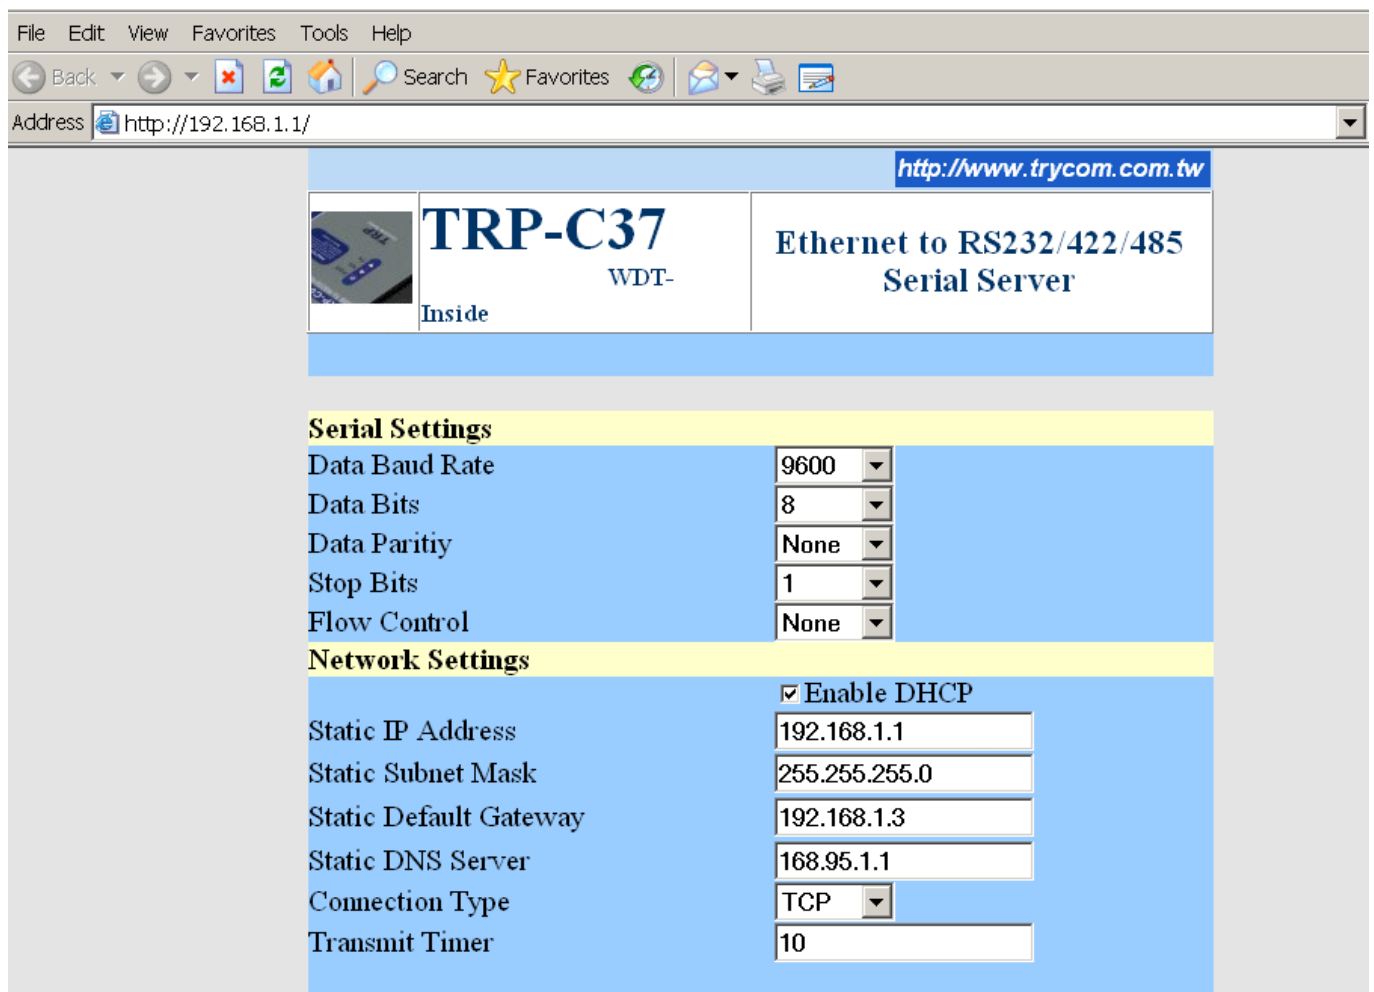 File Edit View Favorites Tools Help
Back Search Favorites
Address http://192.168.1.1/
http://www.trycom.com.tw
TRP-C37
WDT-
Inside
Ethernet to RS232/422/485
Serial Server
TRP
Serial Settings
Data Baud Rate 9600
Data Bits 8
Data Paritiy None
Stop Bits 1
Flow Control None
Network Settings
Enable DHCP
Static IP Address 192.168.1.1
Static Subnet Mask 255.255.255.0
Static Default Gateway 192.168.1.3
Static DNS Server 168.95.1.1
Connection Type TCP
Transmit Timer 10